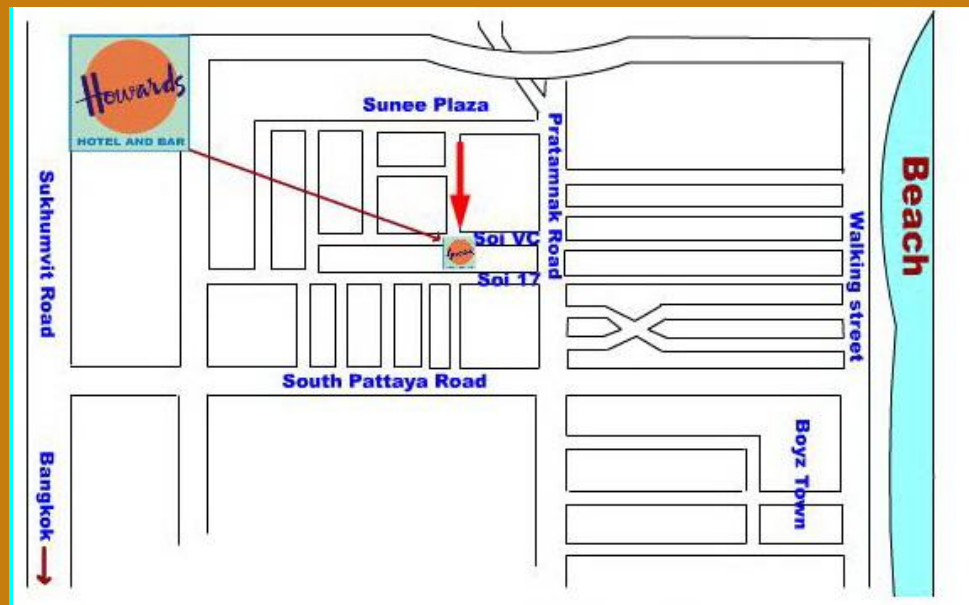 Howards
HOTEL AND BAR
Sunee Plaza
Pratamnak Road
Beach
Sukhumvit Road
Soi VC
Walking street
Soi 17
South Pattaya Road
Boyz Town
Bangkok